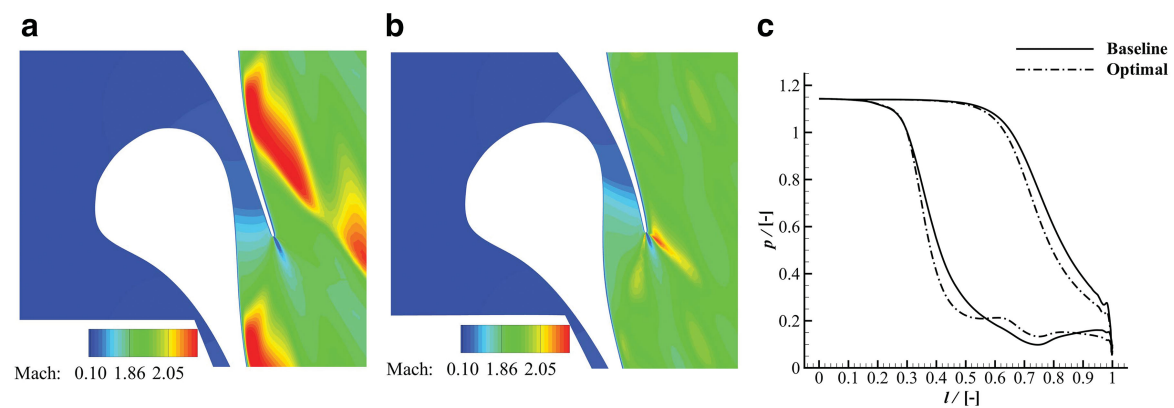 a
b
c
Mach: 0.10 1.86 2.05
Mach: 0.10 1.86 2.05
Baseline
Optimal
1.2
1
0.8
0.6
0.4
0.2
0
p / [-]
0 0.1 0.2 0.3 0.4 0.5 0.6 0.7 0.8 0.9 1
l / [-]